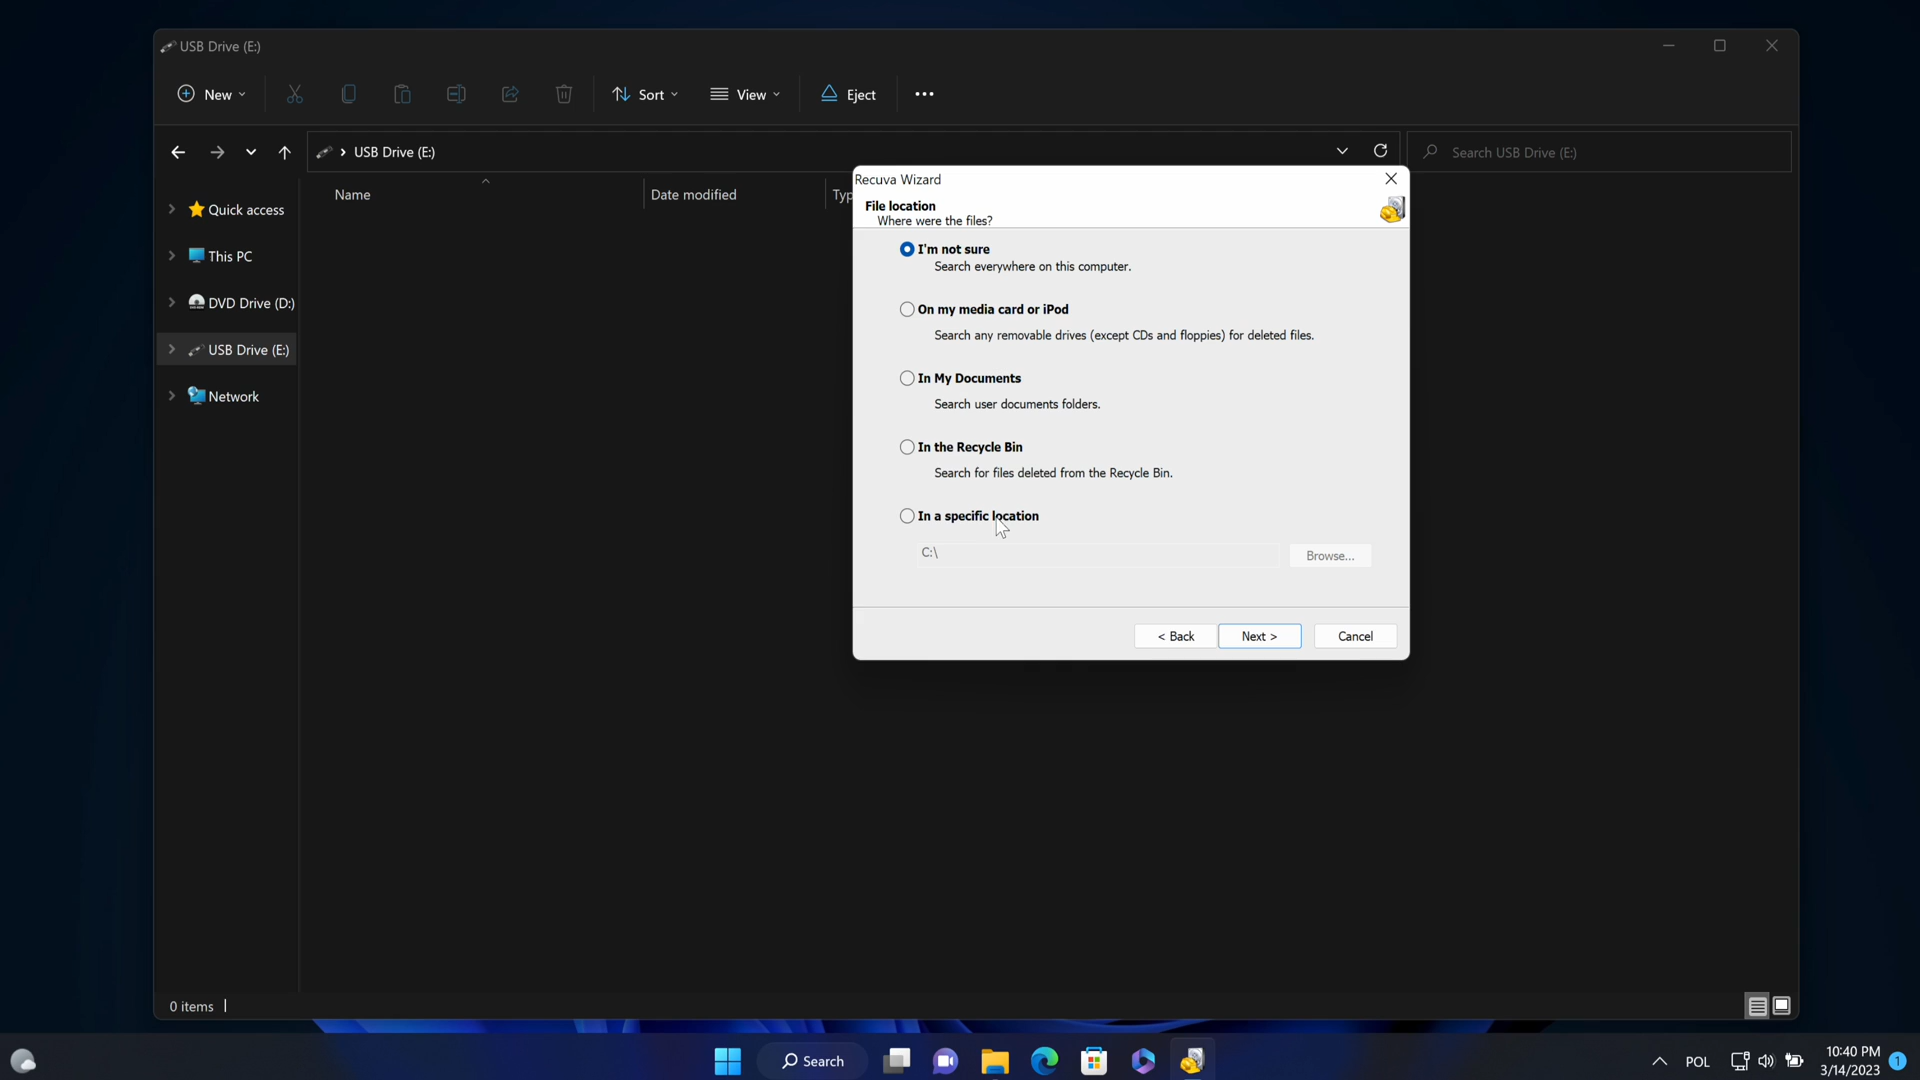 USB Drive (E:)
New
Sort
View
Eject
USB Drive (E:)
Search USB Drive (E:)
Name
Date modified
Typ
Quick access
This PC
DVD Drive (D:)
USB Drive (E:)
Network
Recuva Wizard
File location
Where were the files?
I'm not sure
Search everywhere on this computer.
On my media card or iPod
Search any removable drives (except CDs and floppies) for deleted files.
In My Documents
Search user documents folders.
In the Recycle Bin
Search for files deleted from the Recycle Bin.
In a specific location
C:\
Browse...
< Back
Next >
Cancel
0 items
Search
POL
10:40 PM
3/14/2023
1